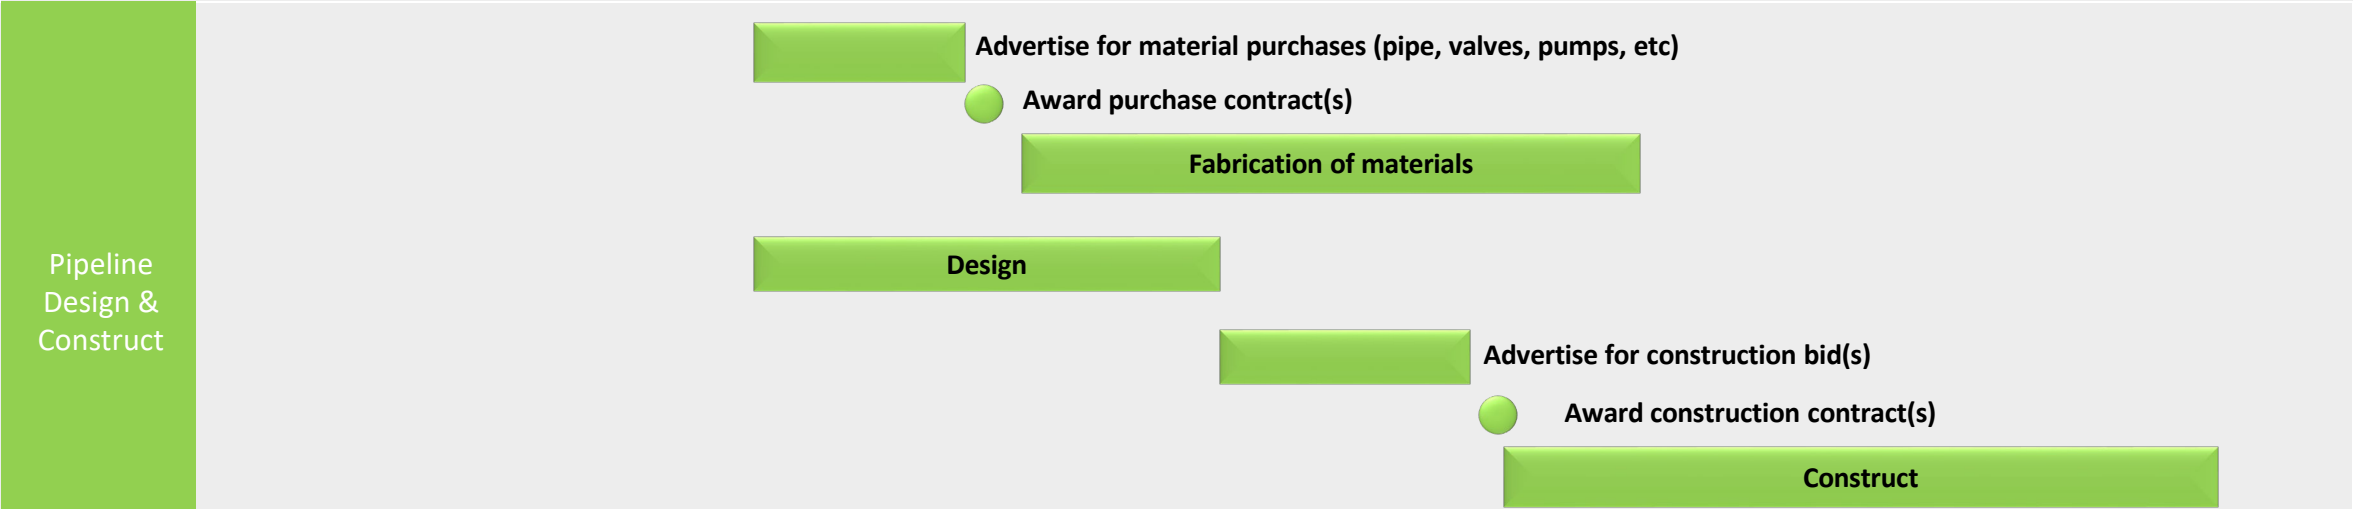 Advertise for material purchases (pipe, valves, pumps, etc)
Award purchase contract(s)
Fabrication of materials
Pipeline
Design &
Construct
Design
Advertise for construction bid(s)
Award construction contract(s)
Construct